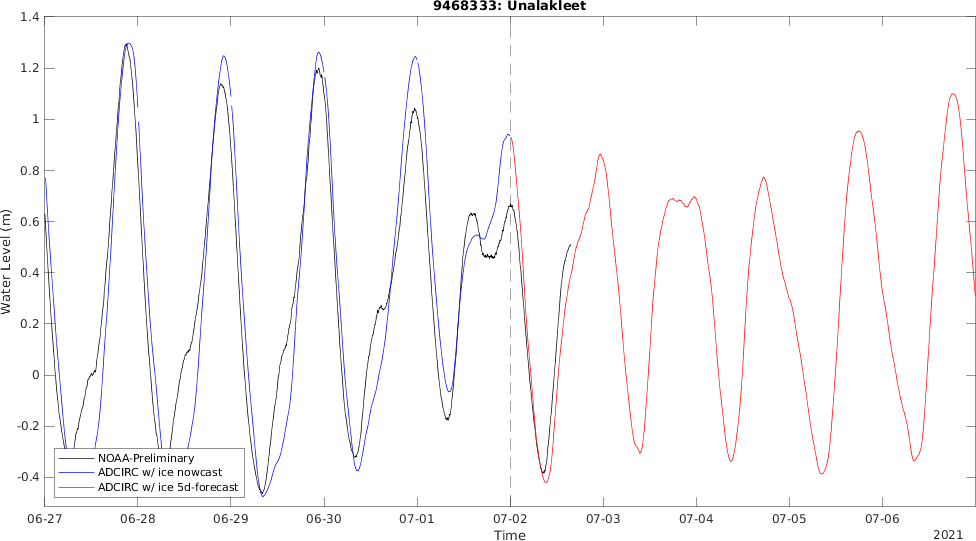 9468333: Unalakleet
1.4
1.2
1
0.8
0.6
0.4
0.2
0
-0.2
-0.4
Water Level (m)
NOAA-Preliminary
ADCIRC w/ ice nowcast
ADCIRC w/ ice 5d-forecast
06-27 06-28 06-29 06-30 07-01 07-02 07-03 07-04 07-05 07-06
Time
2021